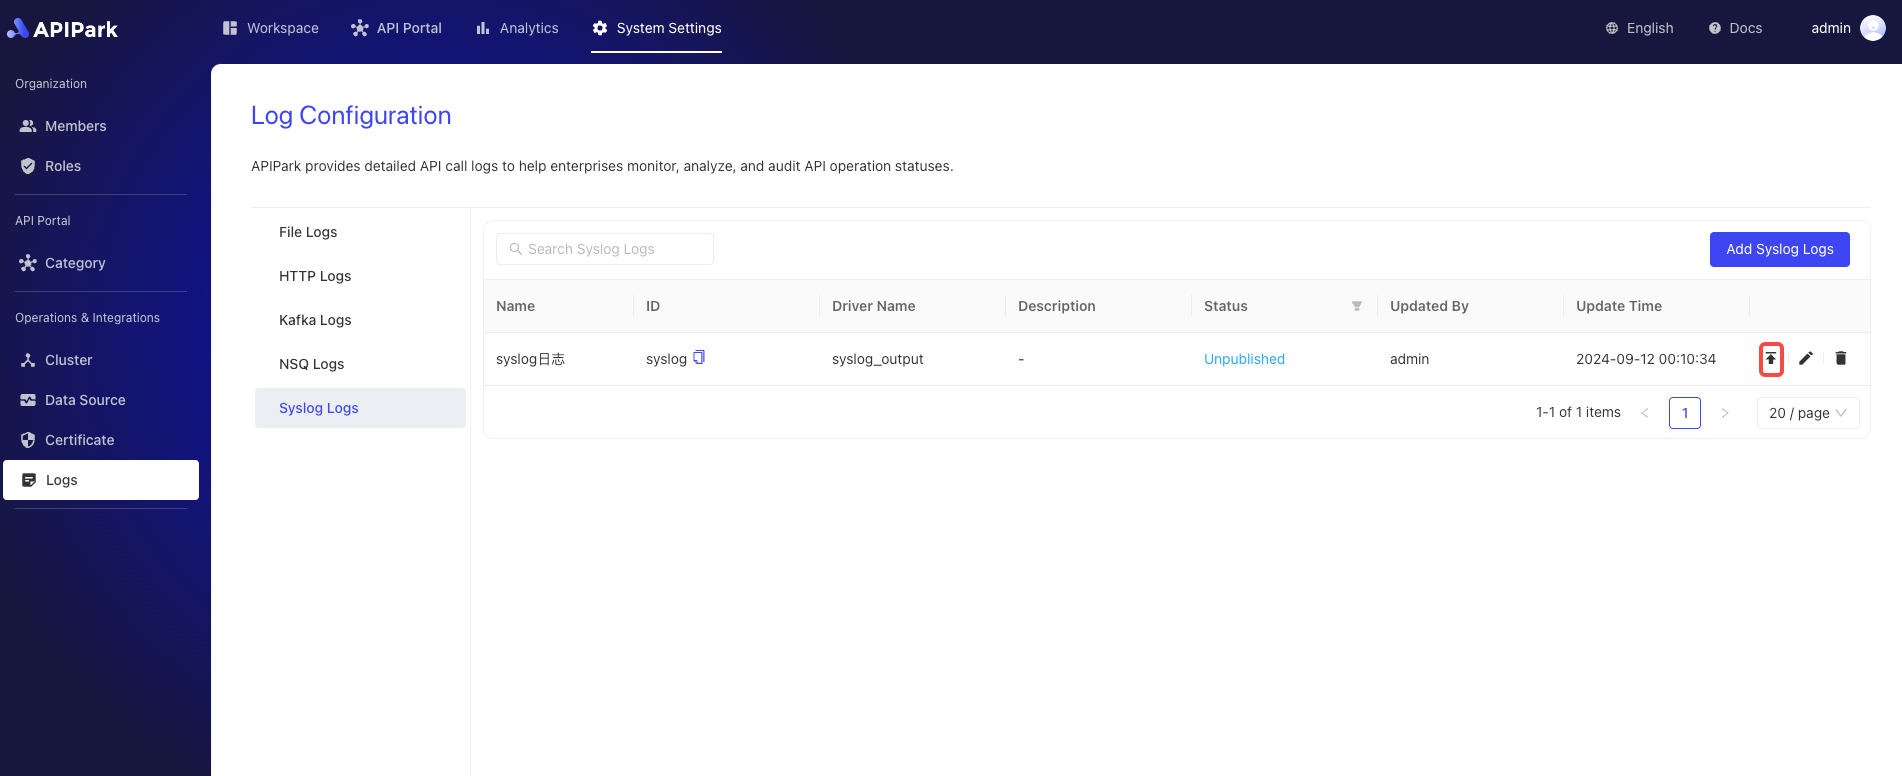 APIPark
Workspace
API Portal
Analytics
System Settings
English
Docs
admin
Organization
Members
Roles
API Portal
Category
Operations & Integrations
Cluster
Data Source
Certificate
Logs
Log Configuration
APIPark provides detailed API call logs to help enterprises monitor, analyze, and audit API operation statuses.
File Logs
HTTP Logs
Kafka Logs
NSQ Logs
Syslog Logs
Search Syslog Logs
Add Syslog Logs
Name ID Driver Name Description Status Updated By Update Time
syslog日志 syslog syslog_output - Unpublished admin 2024-09-12 00:10:34
1-1 of 1 items < 1 > 20 / page